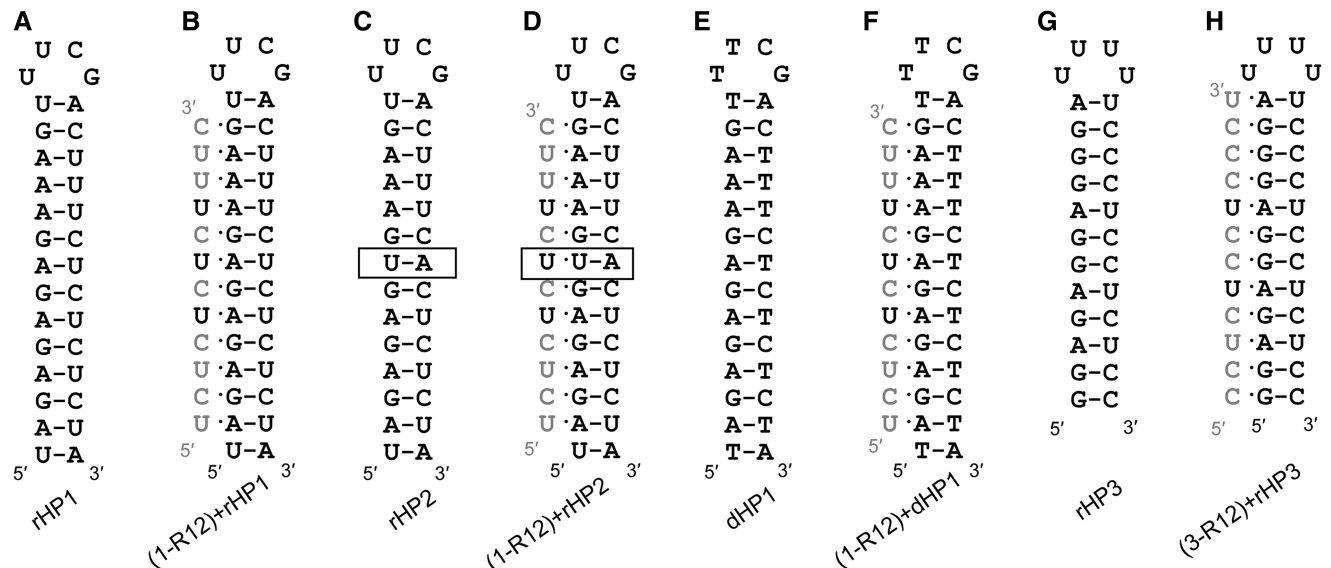 A
U C
U G
U-A
G-C
A-U
A-U
A-U
G-C
A-U
G-C
A-U
G-C
A-U
G-C
A-U
U-A
5′ 3′
rHP1
B
U C
U G
U-A
3′
C·G-C
U·A-U
U·A-U
U·A-U
C·G-C
U·A-U
C·G-C
U·A-U
C·G-C
U·A-U
C·G-C
U·A-U
5′ U-A
5′ 3′
(1-R12)+rHP1
C
U C
U G
U-A
G-C
A-U
A-U
A-U
G-C
U-A
G-C
A-U
G-C
A-U
G-C
A-U
U-A
5′ 3′
rHP2
D
U C
U G
U-A
3′
C·G-C
U·A-U
U·A-U
U·A-U
C·G-C
U·U-A
C·G-C
U·A-U
C·G-C
U·A-U
C·G-C
U·A-U
5′ U-A
5′ 3′
(1-R12)+rHP2
E
T C
T G
T-A
G-C
A-T
A-T
A-T
G-C
A-T
G-C
A-T
G-C
A-T
G-C
A-T
T-A
5′ 3′
dHP1
F
T C
T G
T-A
3′
C·G-C
U·A-T
U·A-T
U·A-T
C·G-C
U·A-T
C·G-C
U·A-T
C·G-C
U·A-T
C·G-C
U·A-T
5′ T-A
5′ 3′
(1-R12)+dHP1
G
U U
U U
A-U
G-C
G-C
G-C
A-U
G-C
G-C
A-U
G-C
A-U
G-C
G-C
5′ 3′
rHP3
H
U U
U U
3′
U·A-U
C·G-C
C·G-C
C·G-C
U·A-U
C·G-C
C·G-C
U·A-U
C·G-C
U·A-U
C·G-C
C·G-C
5′ 5′ 3′
(3-R12)+rHP3